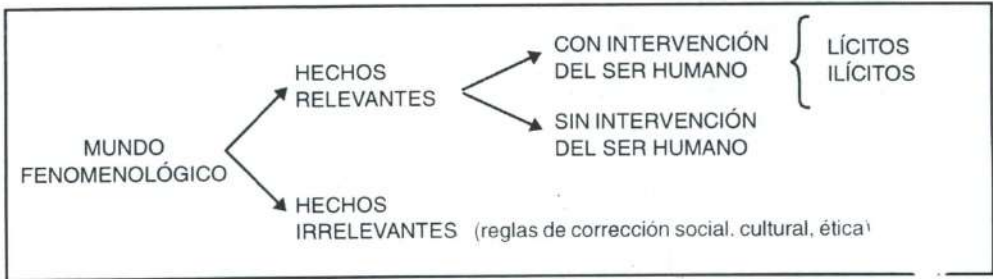 MUNDO
FENOMENOLÓGICO
HECHOS
RELEVANTES
CON INTERVENCIÓN
DEL SER HUMANO
LÍCITOS
ILÍCITOS
SIN INTERVENCIÓN
DEL SER HUMANO
HECHOS
IRRELEVANTES (reglas de corrección social. cultural, ética)